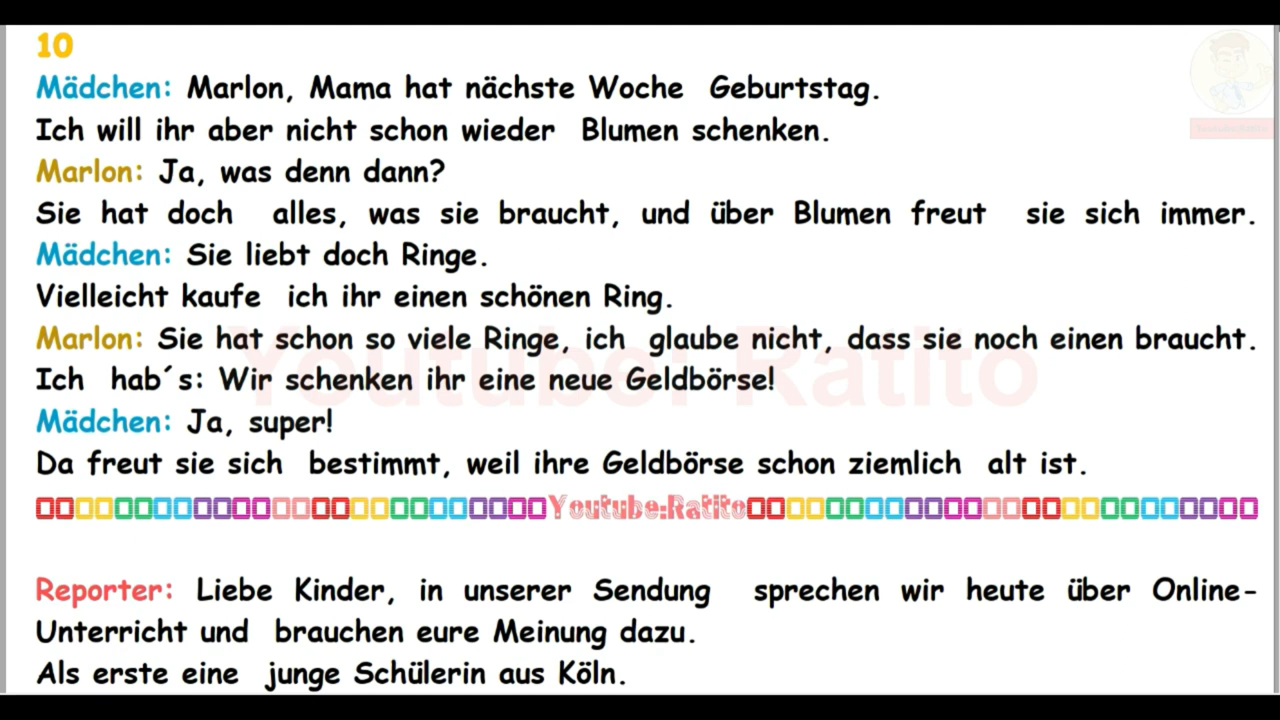 10
Mädchen: Marlon, Mama hat nächste Woche Geburtstag.
Ich will ihr aber nicht schon wieder Blumen schenken.
Marlon: Ja, was denn dann?
Sie hat doch alles, was sie braucht, und über Blumen freut sie sich immer.
Mädchen: Sie liebt doch Ringe.
Vielleicht kaufe ich ihr einen schönen Ring.
Marlon: Sie hat schon so viele Ringe, ich glaube nicht, dass sie noch einen braucht.
Ich hab´s: Wir schenken ihr eine neue Geldbörse!
Mädchen: Ja, super!
Da freut sie sich bestimmt, weil ihre Geldbörse schon ziemlich alt ist.
Youtube:Ratito
Reporter: Liebe Kinder, in unserer Sendung sprechen wir heute über Online-
Unterricht und brauchen eure Meinung dazu.
Als erste eine junge Schülerin aus Köln.